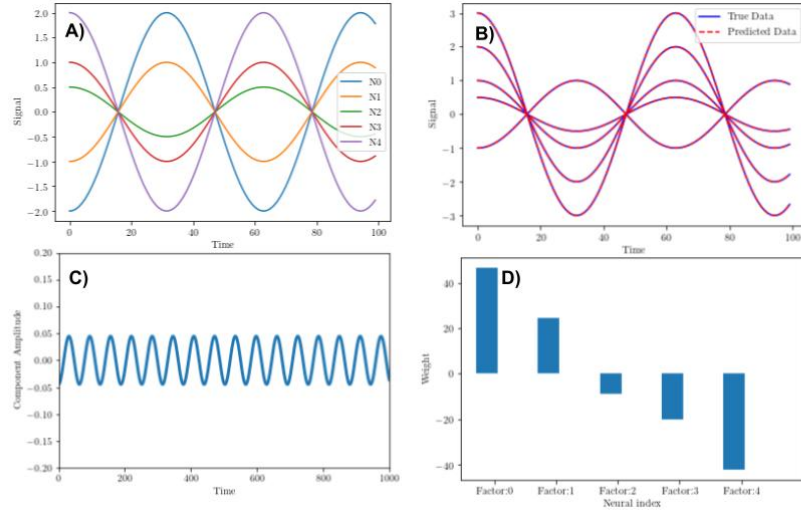 A)
2.0
1.5
1.0
0.5
0.0
−0.5
−1.0
−1.5
−2.0
Signal
N0
N1
N2
N3
N4
0 20 40 60 80 100
Time
B)
3
2
1
0
−1
−2
−3
Signal
True Data
Predicted Data
0 20 40 60 80 100
Time
C)
0.20
0.15
0.10
0.05
0.00
−0.05
−0.10
−0.15
−0.20
Component Amplitude
0 200 400 600 800 1000
Time
D)
40
20
0
−20
−40
Weight
Factor:0 Factor:1 Factor:2 Factor:3 Factor:4
Neural index